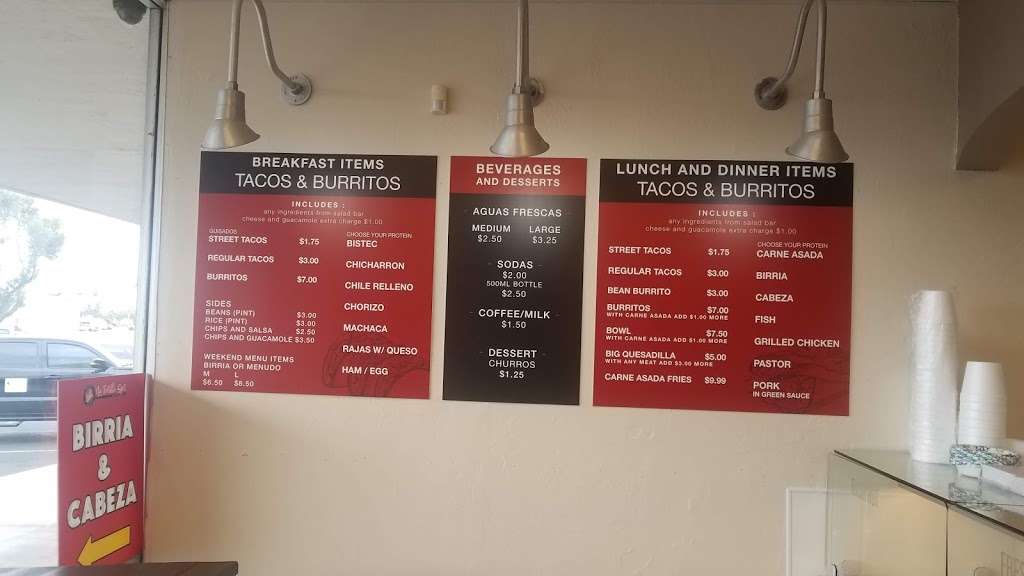 BREAKFAST ITEMS
TACOS & BURRITOS
INCLUDES :
any ingredients from salad bar
cheese and guacamole extra charge $1.00
GUISADOS
STREET TACOS $1.75
REGULAR TACOS $3.00
BURRITOS $7.00
SIDES
BEANS (PINT) $3.00
RICE (PINT) $3.00
CHIPS AND SALSA $2.50
CHIPS AND GUACAMOLE $3.50
WEEKEND MENU ITEMS
BIRRIA OR MENUDO
M L
$6.50 $8.50
CHOOSE YOUR PROTEIN
BISTEC
CHICHARRON
CHILE RELLENO
CHORIZO
MACHACA
RAJAS W/ QUESO
HAM / EGG
BEVERAGES
AND DESSERTS
- AGUAS FRESCAS -
MEDIUM LARGE
$2.50 $3.25
- SODAS -
$2.00
500ML BOTTLE
$2.50
- COFFEE/MILK -
$1.50
- DESSERT -
CHURROS
$1.25
LUNCH AND DINNER ITEMS
TACOS & BURRITOS
INCLUDES :
any ingredients from salad bar
cheese and guacamole extra charge $1.00
STREET TACOS $1.75
REGULAR TACOS $3.00
BEAN BURRITO $3.00
BURRITOS $7.00
WITH CARNE ASADA ADD $1.00 MORE
BOWL $7.50
WITH CARNE ASADA ADD $1.00 MORE
BIG QUESADILLA $5.00
WITH ANY MEAT ADD $3.00 MORE
CARNE ASADA FRIES $9.99
CHOOSE YOUR PROTEIN
CARNE ASADA
BIRRIA
CABEZA
FISH
GRILLED CHICKEN
PASTOR
PORK
IN GREEN SAUCE
BIRRIA
&
CABEZA